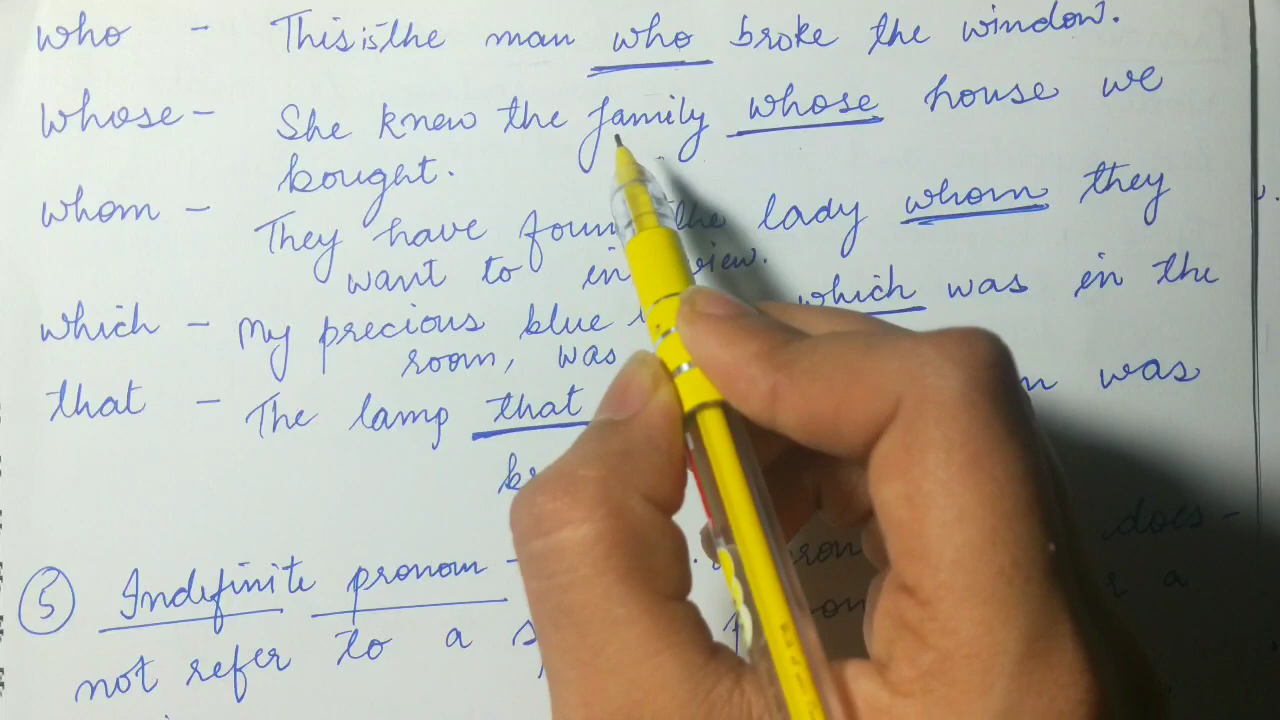 who - This is the man who broke the window.
whose - She knew the family whose house we
bought.
whom - They have the lady whom they
want to
which - My precious blue which was in the
room, was
that - The lamp that was
5 Indefinite pronoun - does -
not refer to a a